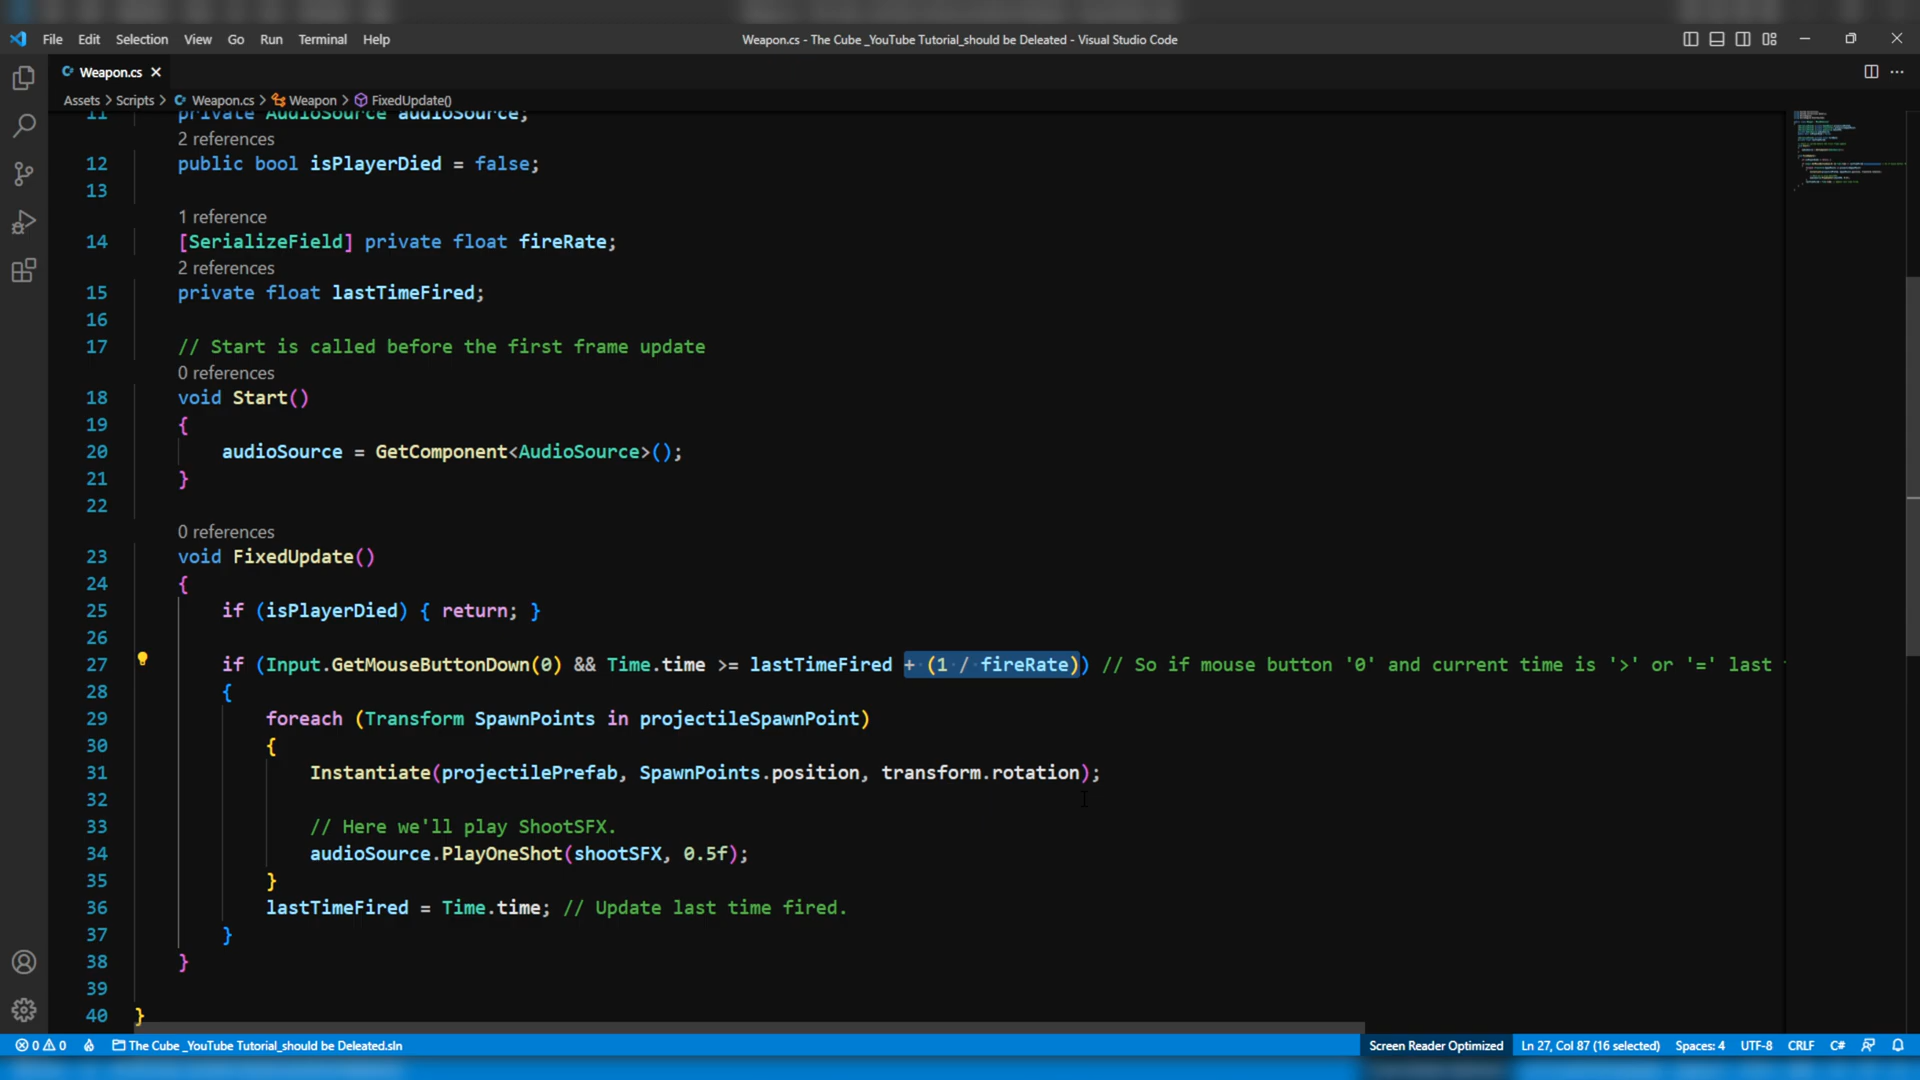 File Edit Selection View Go Run Terminal Help
Weapon.cs - The Cube _YouTube Tutorial_should be Deleated - Visual Studio Code
Weapon.cs
Assets > Scripts > Weapon.cs > Weapon > FixedUpdate()
11 private AudioSource audioSource;
2 references
12 public bool isPlayerDied = false;
13
1 reference
14 [SerializeField] private float fireRate;
2 references
15 private float lastTimeFired;
16
17 // Start is called before the first frame update
0 references
18 void Start()
19 {
20 audioSource = GetComponent<AudioSource>();
21 }
22
0 references
23 void FixedUpdate()
24 {
25 if (isPlayerDied) { return; }
26
27 if (Input.GetMouseButtonDown(0) && Time.time >= lastTimeFired + (1 / fireRate)) // So if mouse button '0' and current time is '>' or '=' last
28 {
29 foreach (Transform SpawnPoints in projectileSpawnPoint)
30 {
31 Instantiate(projectilePrefab, SpawnPoints.position, transform.rotation);
32
33 // Here we'll play ShootSFX.
34 audioSource.PlayOneShot(shootSFX, 0.5f);
35 }
36 lastTimeFired = Time.time; // Update last time fired.
37 }
38 }
39
40 }
0 0 The Cube _YouTube Tutorial_should be Deleated.sln Screen Reader Optimized Ln 27, Col 87 (16 selected) Spaces: 4 UTF-8 CRLF C#